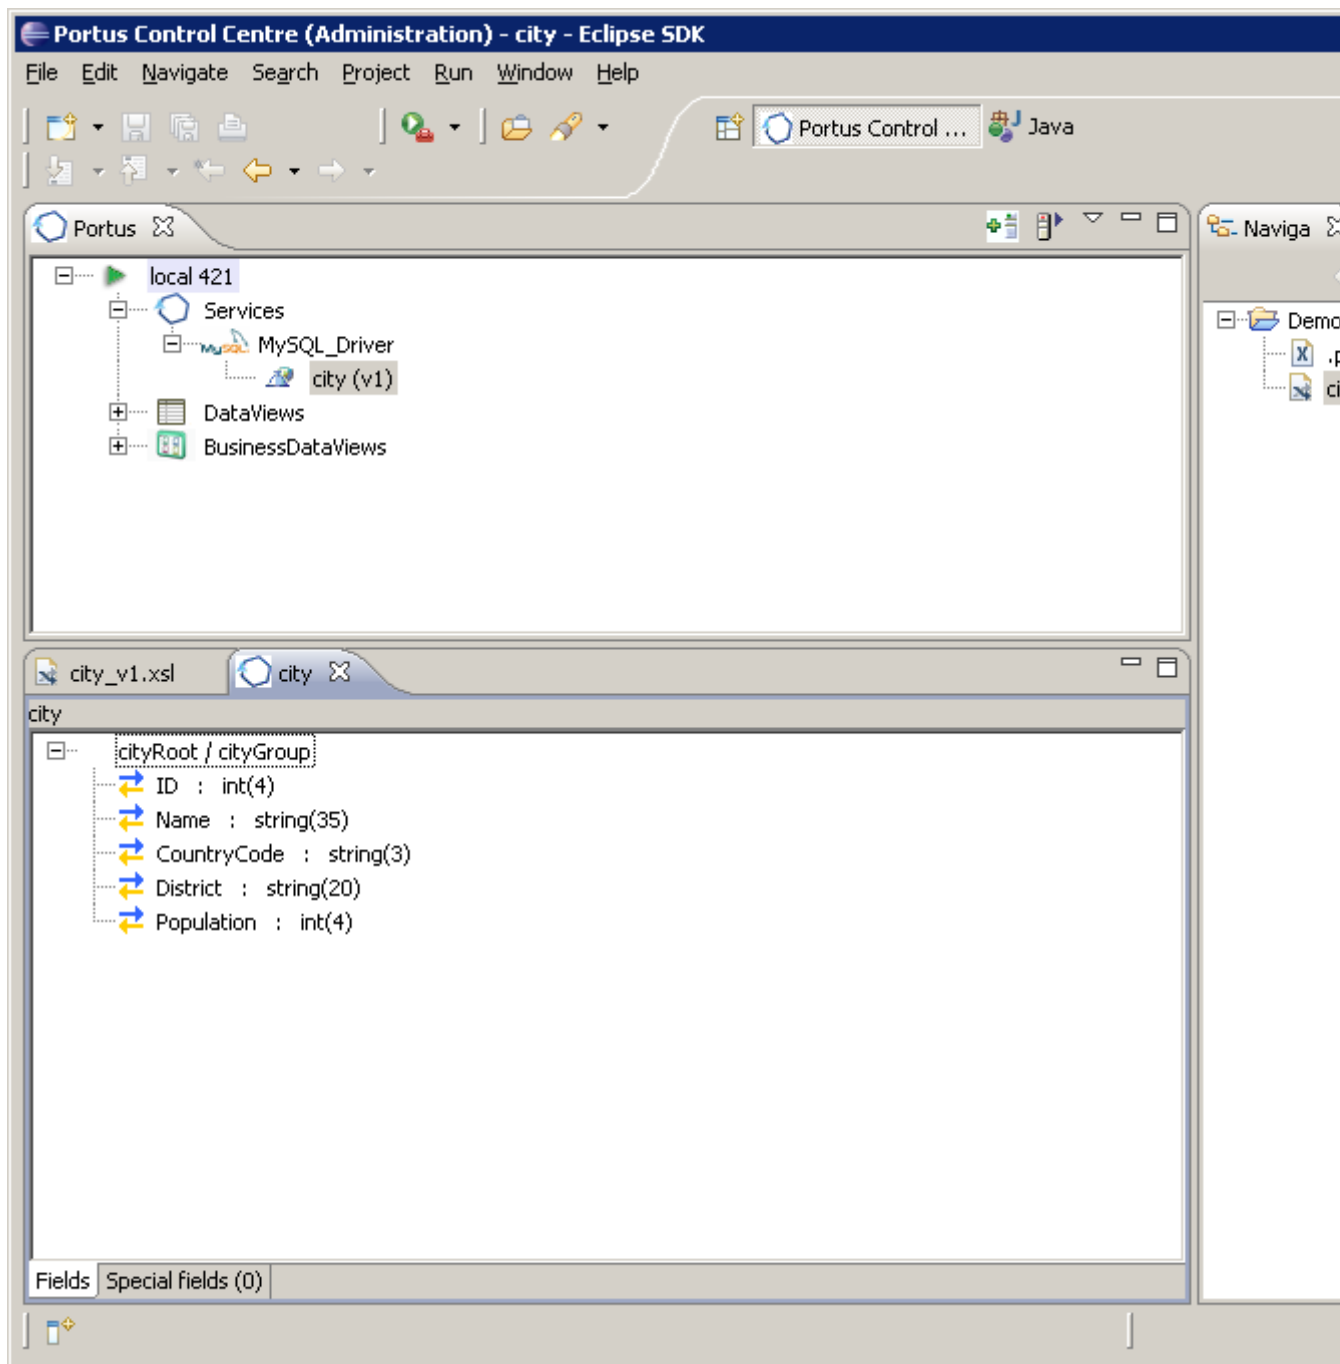 Portus Control Centre (Administration) - city - Eclipse SDK
File Edit Navigate Search Project Run Window Help
Portus Control ... Java
Portus
Naviga
local 421
Services
MySQL_Driver
city (v1)
DataViews
BusinessDataViews
Demo
.p
ci
city_v1.xsl city
city
cityRoot / cityGroup
ID : int(4)
Name : string(35)
CountryCode : string(3)
District : string(20)
Population : int(4)
Fields Special fields (0)